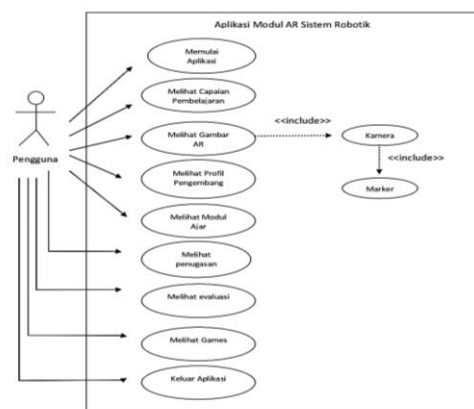 Aplikasi Modul AR Sistem Robotik
Memulai
Aplikasi
Melihat Capaian
Pembelajaran
Melihat Gambar
AR
<<include>>
Kamera
<<include>>
Marker
Pengguna
Melihat Profil
Pengembang
Melihat Modul
Ajar
Melihat
penugasan
Melihat evaluasi
Melihat Games
Keluar Aplikasi